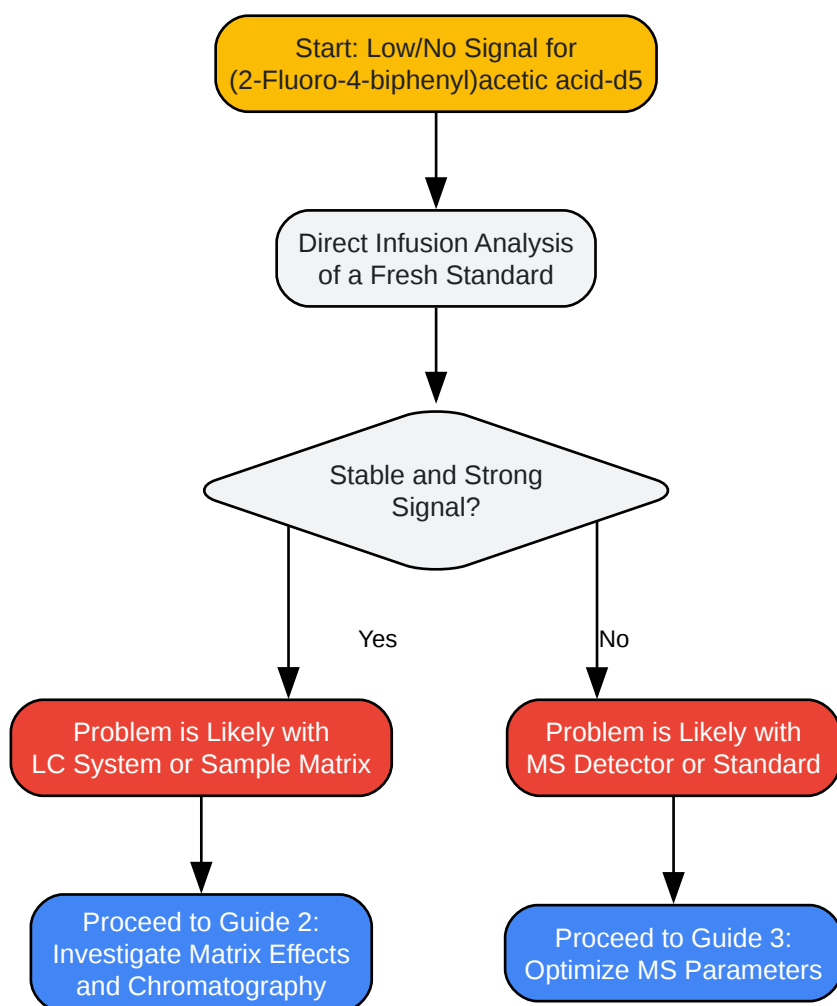 Start: Low/No Signal for
(2-Fluoro-4-biphenyl)acetic acid-d5
Direct Infusion Analysis
of a Fresh Standard
Stable and Strong
Signal?
Yes
No
Problem is Likely with
LC System or Sample Matrix
Problem is Likely with
MS Detector or Standard
Proceed to Guide 2:
Investigate Matrix Effects
and Chromatography
Proceed to Guide 3:
Optimize MS Parameters